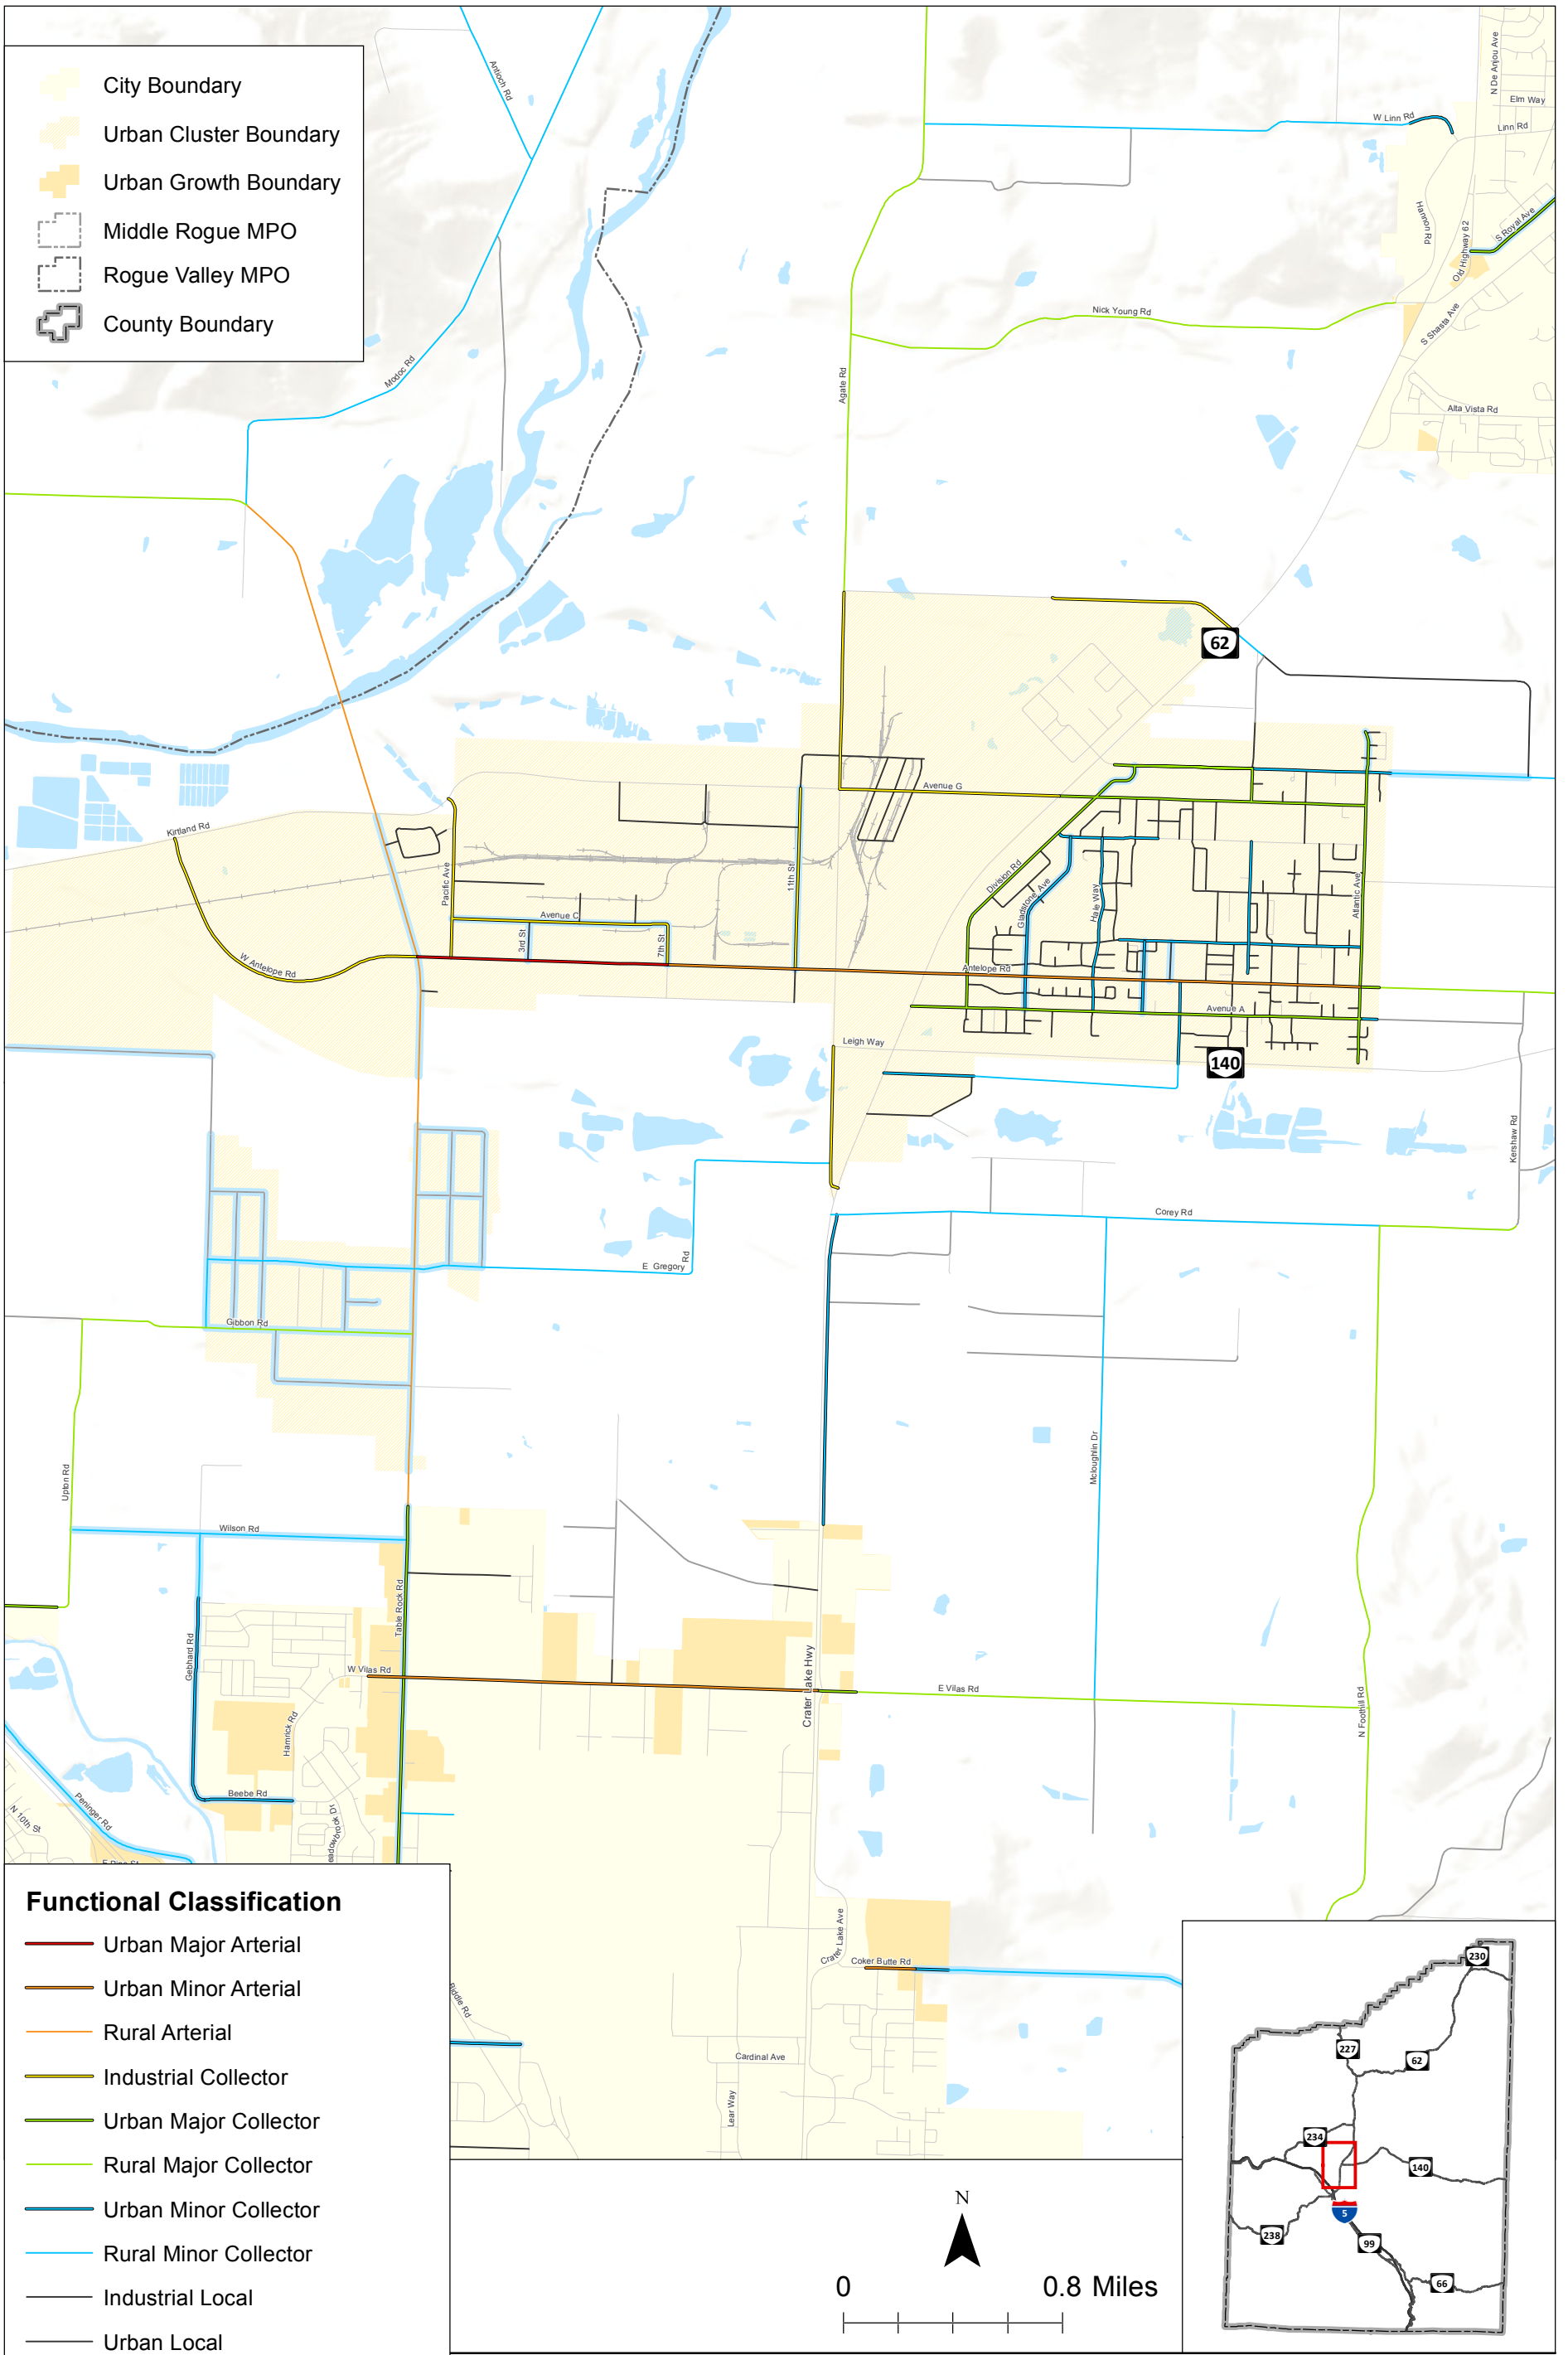 City Boundary
Urban Cluster Boundary
Urban Growth Boundary
Middle Rogue MPO
Rogue Valley MPO
County Boundary
Antioch Rd
N De Anjou Ave
Elm Way
W Linn Rd
Linn Rd
Hannon Rd
Old Highway 62
S Royal Ave
Nick Young Rd
S Shasta Ave
Modoc Rd
Agate Rd
Alta Vista Rd
62
Avenue G
Kirtland Rd
Pacific Ave
11th St
Division Rd
Gladstone Ave
Hale Way
Atlantic Ave
Avenue C
3rd St
7th St
W Antelope Rd
Antelope Rd
Avenue A
Leigh Way
140
Kershaw Rd
Corey Rd
E Gregory
Rd
Gibbon Rd
Upton Rd
Mcloughlin Dr
Wilson Rd
Table Rock Rd
Gebhard Rd
W Vilas Rd
Crater Lake Hwy
E Vilas Rd
N Foothill Rd
Hamrick Rd
Beebe Rd
Peninger Rd
N 10th St
eadowbrook Dr
Crater Lake Ave
Coker Butte Rd
Biddle Rd
Cardinal Ave
Lear Way
Functional Classification
Urban Major Arterial
Urban Minor Arterial
Rural Arterial
Industrial Collector
Urban Major Collector
Rural Major Collector
Urban Minor Collector
Rural Minor Collector
Industrial Local
Urban Local
N
0
0.8 Miles
230
227
62
234
140
5
238
99
66